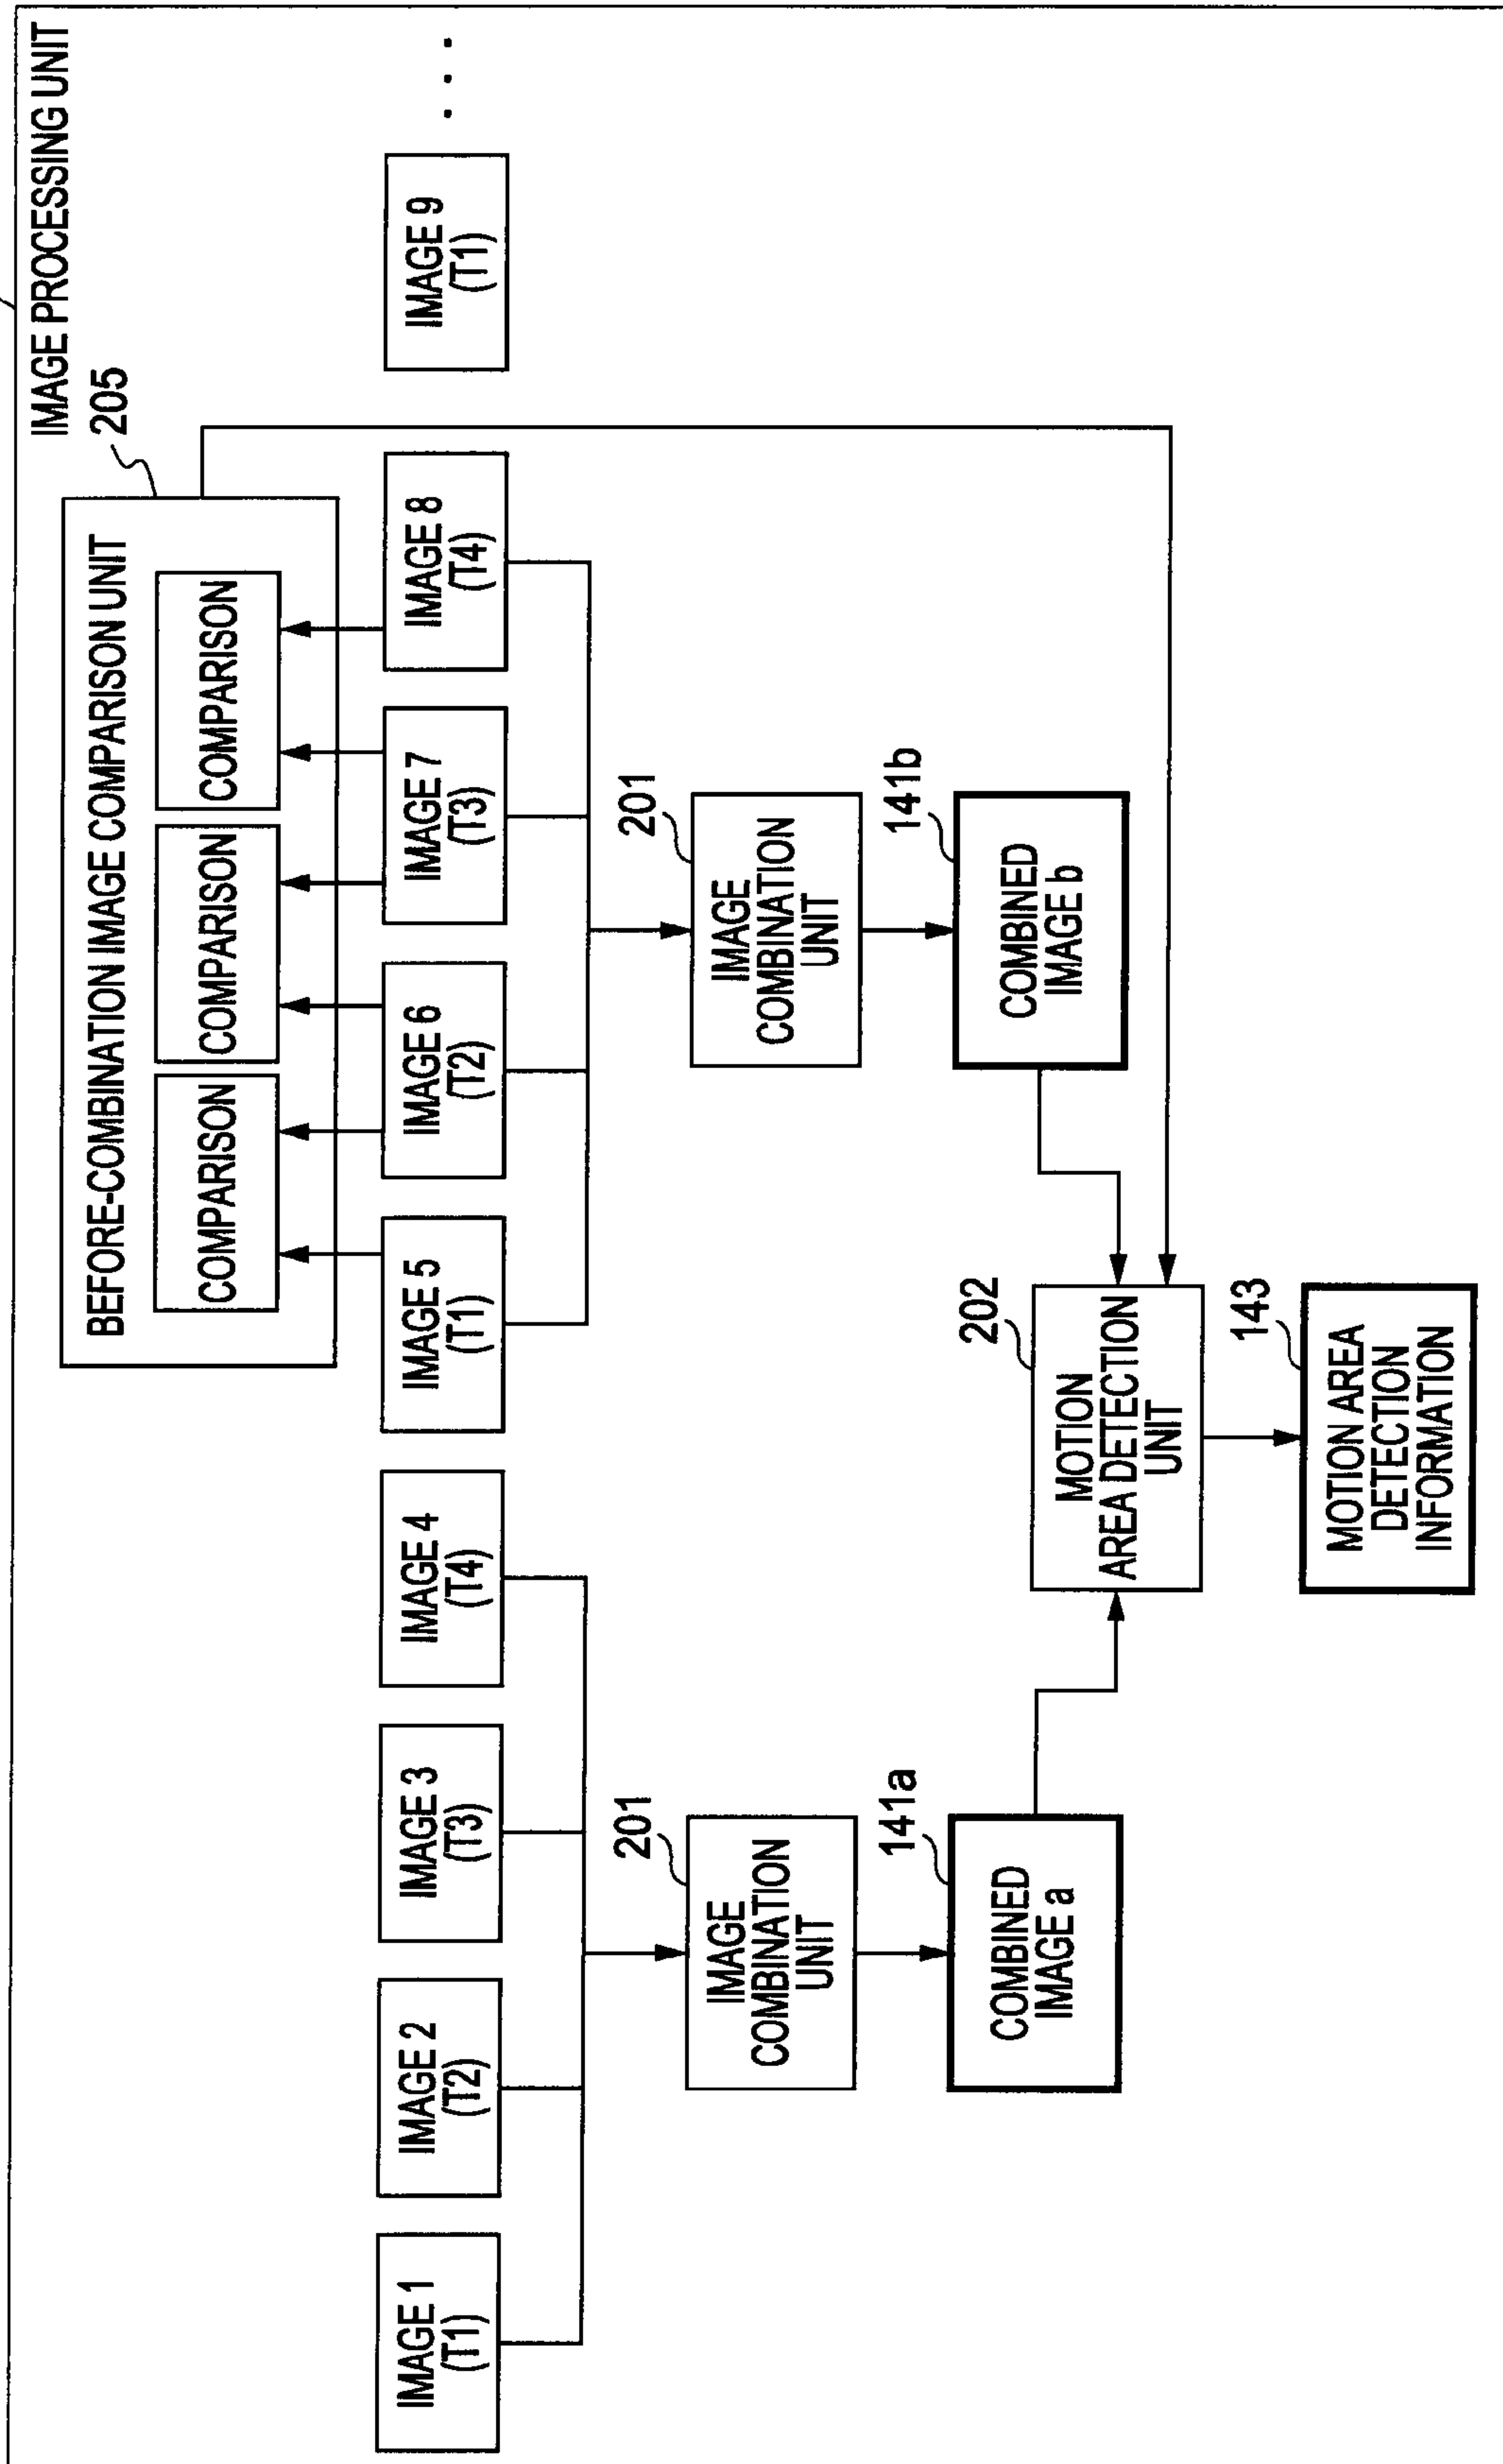 IMAGE PROCESSING UNIT
205
BEFORE-COMBINATION IMAGE COMPARISON UNIT
COMPARISON
COMPARISON
COMPARISON
IMAGE 1
(T1)
IMAGE 2
(T2)
IMAGE 3
(T3)
IMAGE 4
(T4)
IMAGE 5
(T1)
IMAGE 6
(T2)
IMAGE 7
(T3)
IMAGE 8
(T4)
IMAGE 9
(T1)
. . .
201
IMAGE
COMBINATION
UNIT
201
IMAGE
COMBINATION
UNIT
141a
COMBINED
IMAGE a
141b
COMBINED
IMAGE b
202
MOTION
AREA DETECTION
UNIT
143
MOTION AREA
DETECTION
INFORMATION